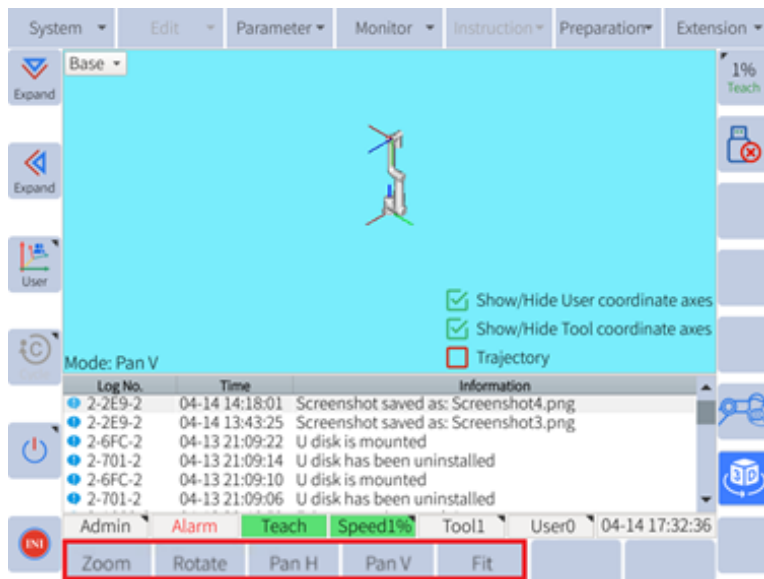 System Edit Parameter Monitor Instruction Preparation Extension
Base
Expand
1%
Teach
Expand
User
Show/Hide User coordinate axes
Show/Hide Tool coordinate axes
Trajectory
Mode: Pan V
Log No. Time Information
2-2E9-2 04-14 14:18:01 Screenshot saved as: Screenshot4.png
2-2E9-2 04-14 13:43:25 Screenshot saved as: Screenshot3.png
2-6FC-2 04-13 21:09:22 U disk is mounted
2-701-2 04-13 21:09:14 U disk has been uninstalled
2-6FC-2 04-13 21:09:10 U disk is mounted
2-701-2 04-13 21:09:06 U disk has been uninstalled
Admin Alarm Teach Speed1% Tool1 User0 04-14 17:32:36
INI
Zoom Rotate Pan H Pan V Fit
3D
C